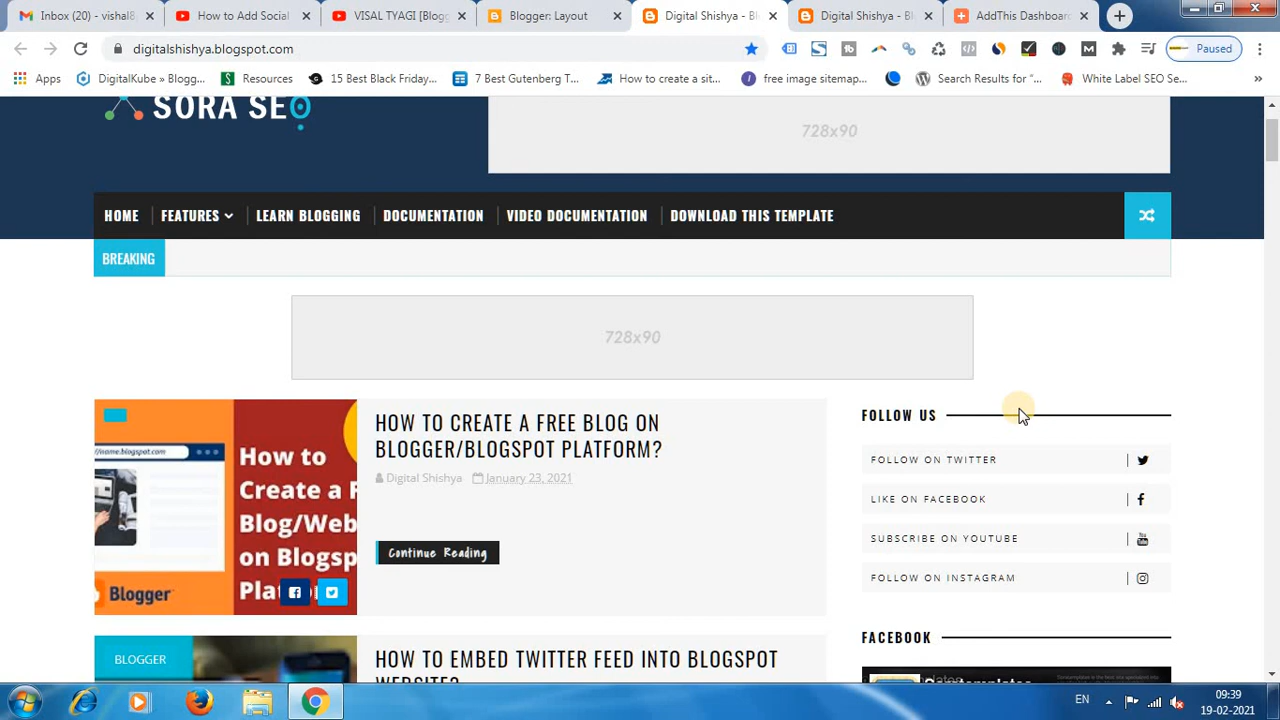 Inbox (20) - vishal8
How to Add Social
VISAL TYAGI [Blogg
Blogger: Layout
Digital Shishya - Bl
Digital Shishya - Bl
AddThis Dashboard
digitalshishya.blogspot.com
Paused
Apps
DigitalKube » Blogg...
Resources
15 Best Black Friday...
7 Best Gutenberg T...
How to create a sit...
free image sitemap...
Search Results for “...
White Label SEO Se...
»
SORA SEO
728x90
HOME
FEATURES
LEARN BLOGGING
DOCUMENTATION
VIDEO DOCUMENTATION
DOWNLOAD THIS TEMPLATE
BREAKING
728x90
//name.blogspot.com
How to
Create a F
Blog/Web
on Blogsp
Pla
Blogger
HOW TO CREATE A FREE BLOG ON
BLOGGER/BLOGSPOT PLATFORM?
Digital Shishya January 23, 2021
Continue Reading
FOLLOW US
FOLLOW ON TWITTER
LIKE ON FACEBOOK
SUBSCRIBE ON YOUTUBE
FOLLOW ON INSTAGRAM
FACEBOOK
BLOGGER
HOW TO EMBED TWITTER FEED INTO BLOGSPOT
EN
09:39
19-02-2021